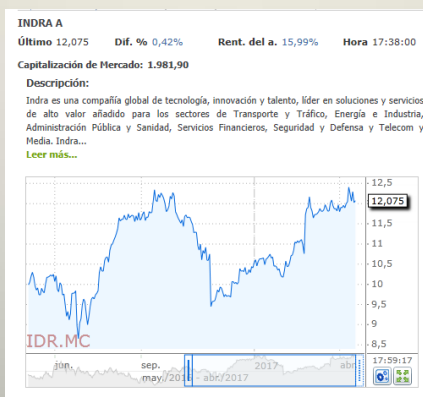 INDRA A
Último 12,075 Dif. % 0,42% Rent. del a. 15,99% Hora 17:38:00
Capitalización de Mercado: 1.981,90
Descripción:
Indra es una compañía global de tecnología, innovación y talento, líder en soluciones y servicios
de alto valor añadido para los sectores de Transporte y Tráfico, Energía e Industria,
Administración Pública y Sanidad, Servicios Financieros, Seguridad y Defensa y Telecom y
Media. Indra...
Leer más...
12,5
12,075
11,5
11
10,5
10
9,5
9
8,5
IDR.MC
jun. sep. 2017 abr.
may./2016 - abr./2017
17:59:17